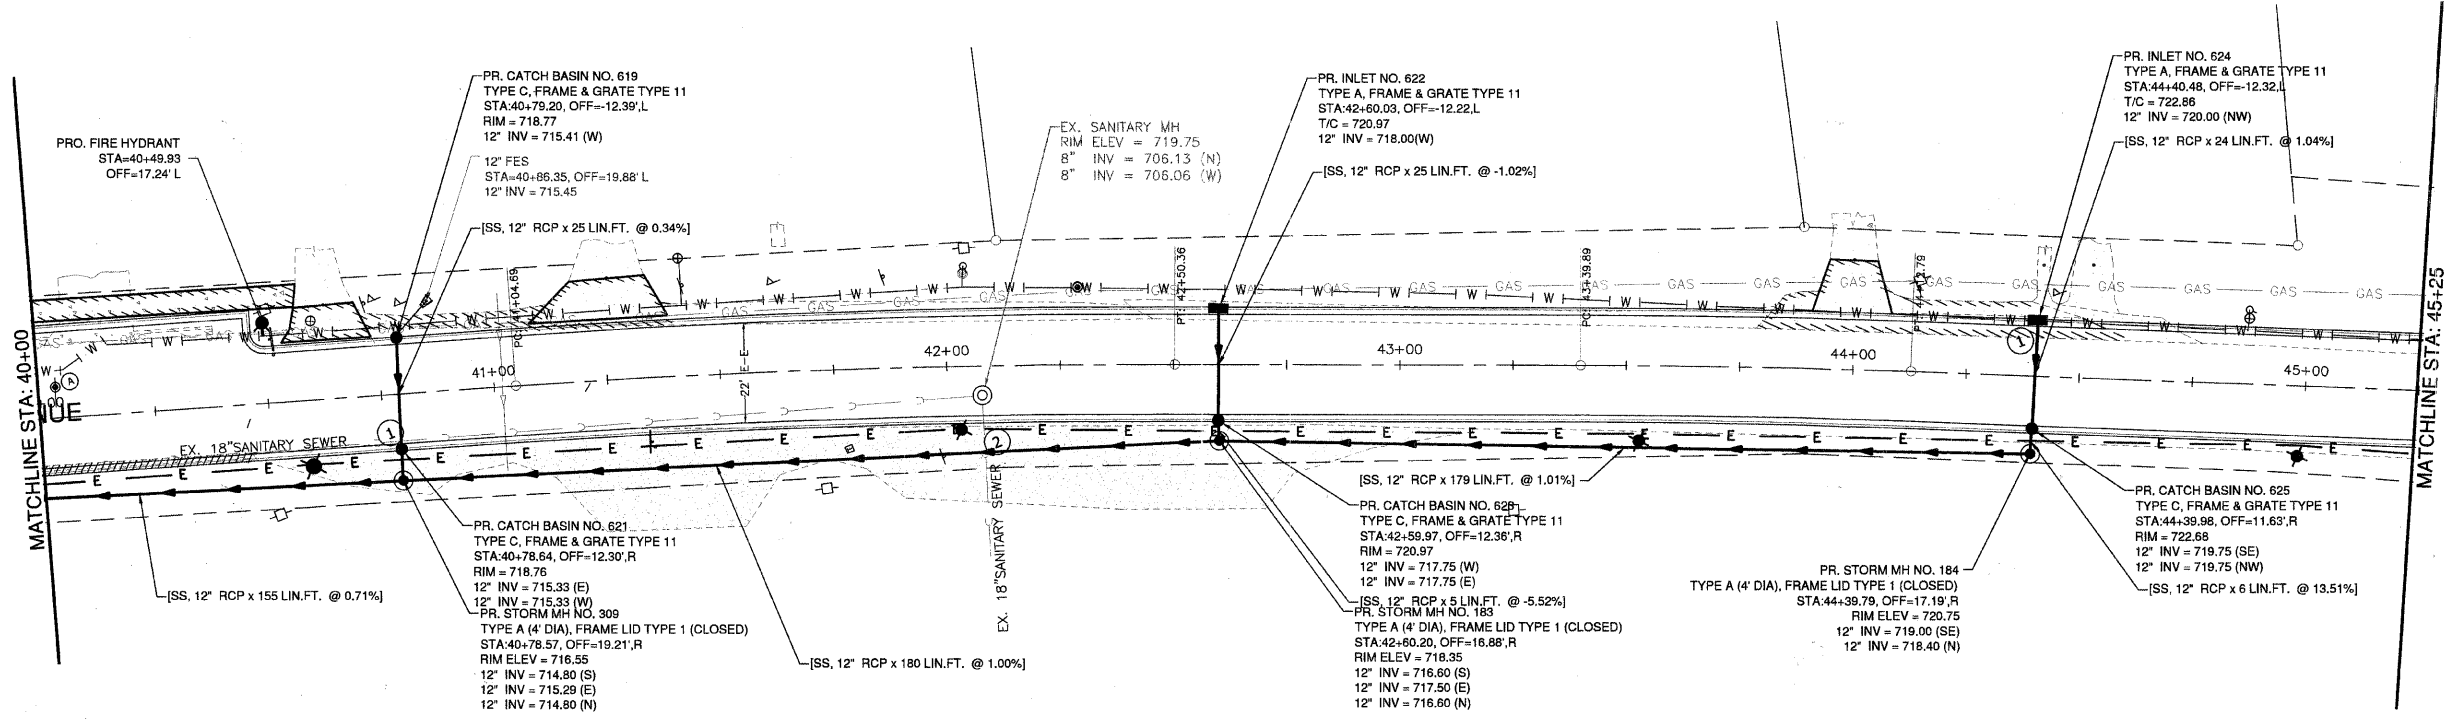 PR. CATCH BASIN NO. 619
TYPE C, FRAME & GRATE TYPE 11
STA:40+79.20, OFF=-12.39',L
RIM = 718.77
12" INV = 715.41 (W)
12" FES
STA=40+86.35, OFF=19.88' L
12" INV = 715.45
[SS, 12" RCP x 25 LIN.FT. @ 0.34%]
PRO. FIRE HYDRANT
STA=40+49.93
OFF=17.24' L
EX. SANITARY MH
RIM ELEV = 719.75
8" INV = 706.13 (N)
8" INV = 706.06 (W)
PR. INLET NO. 622
TYPE A, FRAME & GRATE TYPE 11
STA:42+60.03, OFF=-12.22,L
T/C = 720.97
12" INV = 718.00(W)
[SS, 12" RCP x 25 LIN.FT. @ -1.02%]
PR. INLET NO. 624
TYPE A, FRAME & GRATE TYPE 11
STA:44+40.48, OFF=-12.32,L
T/C = 722.86
12" INV = 720.00 (NW)
[SS, 12" RCP x 24 LIN.FT. @ 1.04%]
MATCHLINE STA: 40+00
MATCHLINE STA: 45+25
PT: 42+50.36
GAS GAS GAS GAS GAS GAS GAS GAS GAS GAS GAS GAS
W W W W W W W W W W W W W W W W W W W W
41+00
42+00
43+00
44+00
45+00
22' E-E
A
1
2
1
NUE
EX. 18"SANITARY SEWER
E E E E E E E E E E E E E E E E E E E E
EX. 18"SANITARY SEWER
[SS, 12" RCP x 155 LIN.FT. @ 0.71%]
PR. CATCH BASIN NO. 621
TYPE C, FRAME & GRATE TYPE 11
STA:40+78.64, OFF=12.30',R
RIM = 718.76
12" INV = 715.33 (E)
12" INV = 715.33 (W)
PR. STORM MH NO. 309
TYPE A (4' DIA), FRAME LID TYPE 1 (CLOSED)
STA:40+78.57, OFF=19.21',R
RIM ELEV = 716.55
12" INV = 714.80 (S)
12" INV = 715.29 (E)
12" INV = 714.80 (N)
[SS, 12" RCP x 180 LIN.FT. @ 1.00%]
[SS, 12" RCP x 179 LIN.FT. @ 1.01%]
PR. CATCH BASIN NO.
TYPE C, FRAME & GRATE TYPE 11
STA:42+59.97, OFF=12.36',R
RIM = 720.97
12" INV = 717.75 (W)
12" INV = 717.75 (E)
[SS, 12" RCP x 5 LIN.FT. @ -5.52%]
PR. STORM MH NO. 183
TYPE A (4' DIA), FRAME LID TYPE 1 (CLOSED)
STA:42+60.20, OFF=16.88',R
RIM ELEV = 718.35
12" INV = 716.60 (S)
12" INV = 717.50 (E)
12" INV = 716.60 (N)
PR. STORM MH NO. 184
TYPE A (4' DIA), FRAME LID TYPE 1 (CLOSED)
STA:44+39.79, OFF=17.19',R
RIM ELEV = 720.75
12" INV = 719.00 (SE)
12" INV = 718.40 (N)
PR. CATCH BASIN NO. 625
TYPE C, FRAME & GRATE TYPE 11
STA:44+39.98, OFF=11.63',R
RIM = 722.68
12" INV = 719.75 (SE)
12" INV = 719.75 (NW)
[SS, 12" RCP x 6 LIN.FT. @ 13.51%]